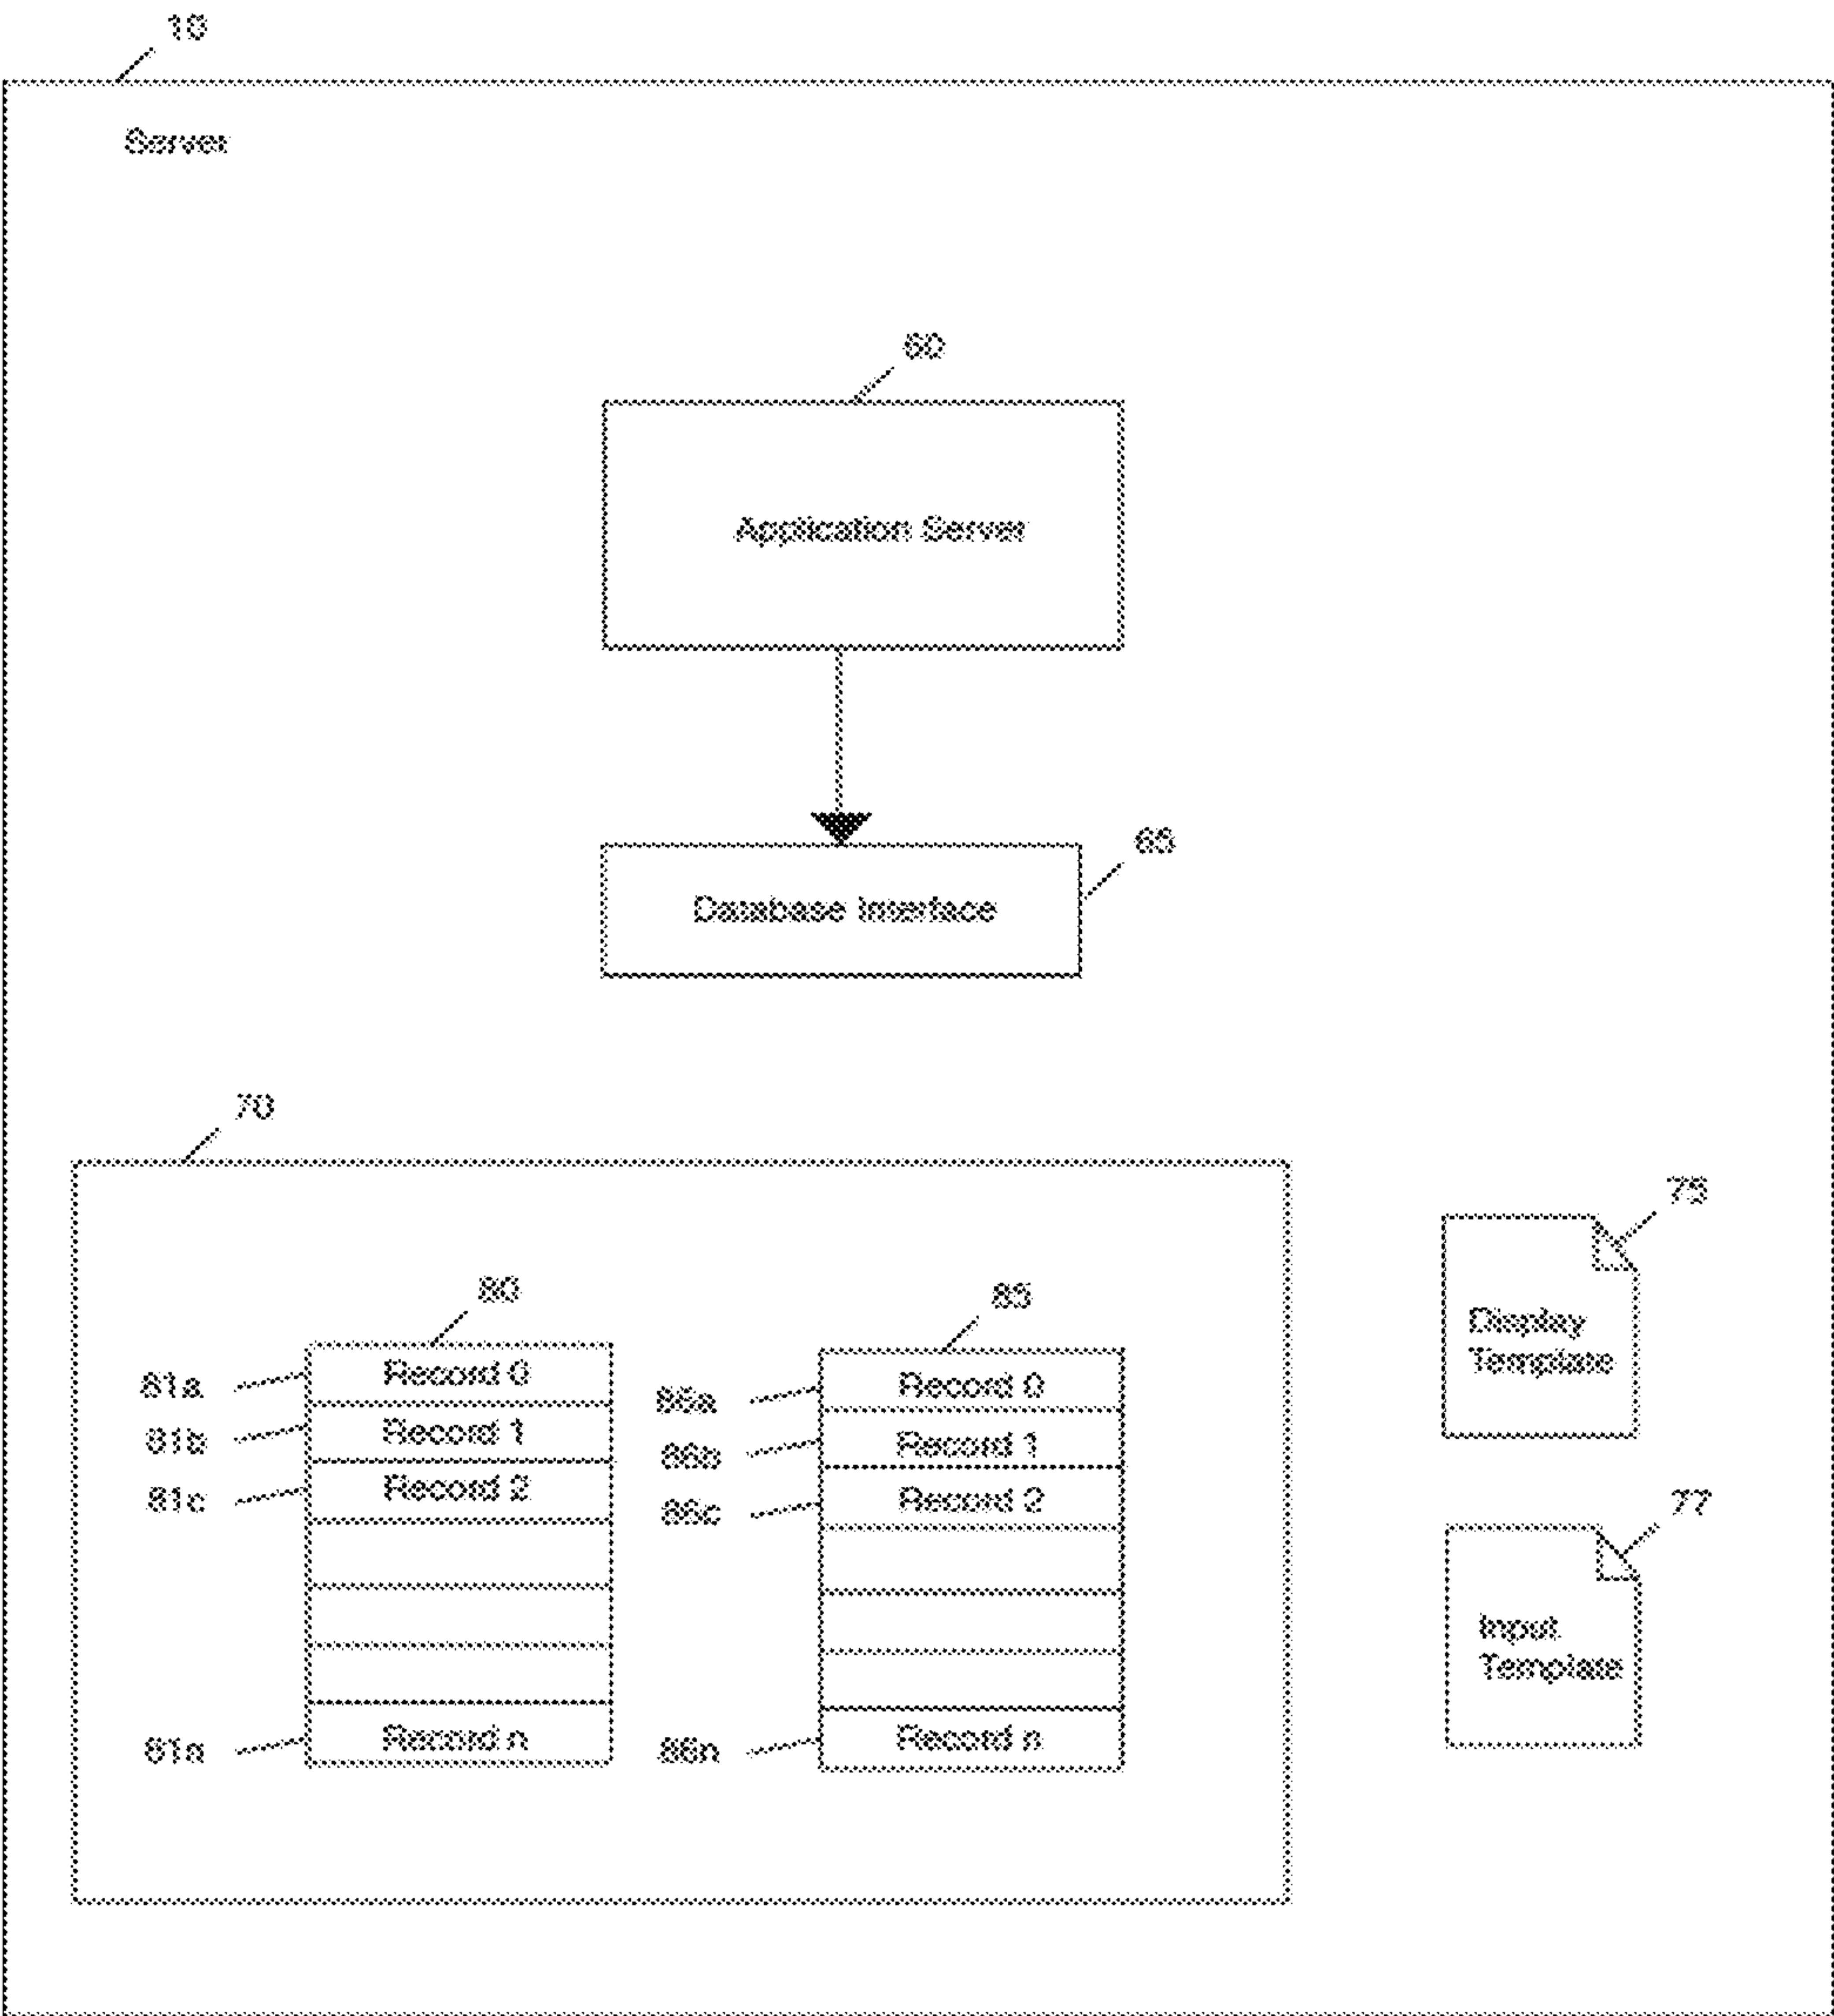 10
Server
60
Application Server
65
Database Interface
70
75
Display
Template
80
85
81a
Record 0
86a
Record 0
81b
Record 1
86b
Record 1
81c
Record 2
86c
Record 2
77
Input
Template
Record n
86n
Record n